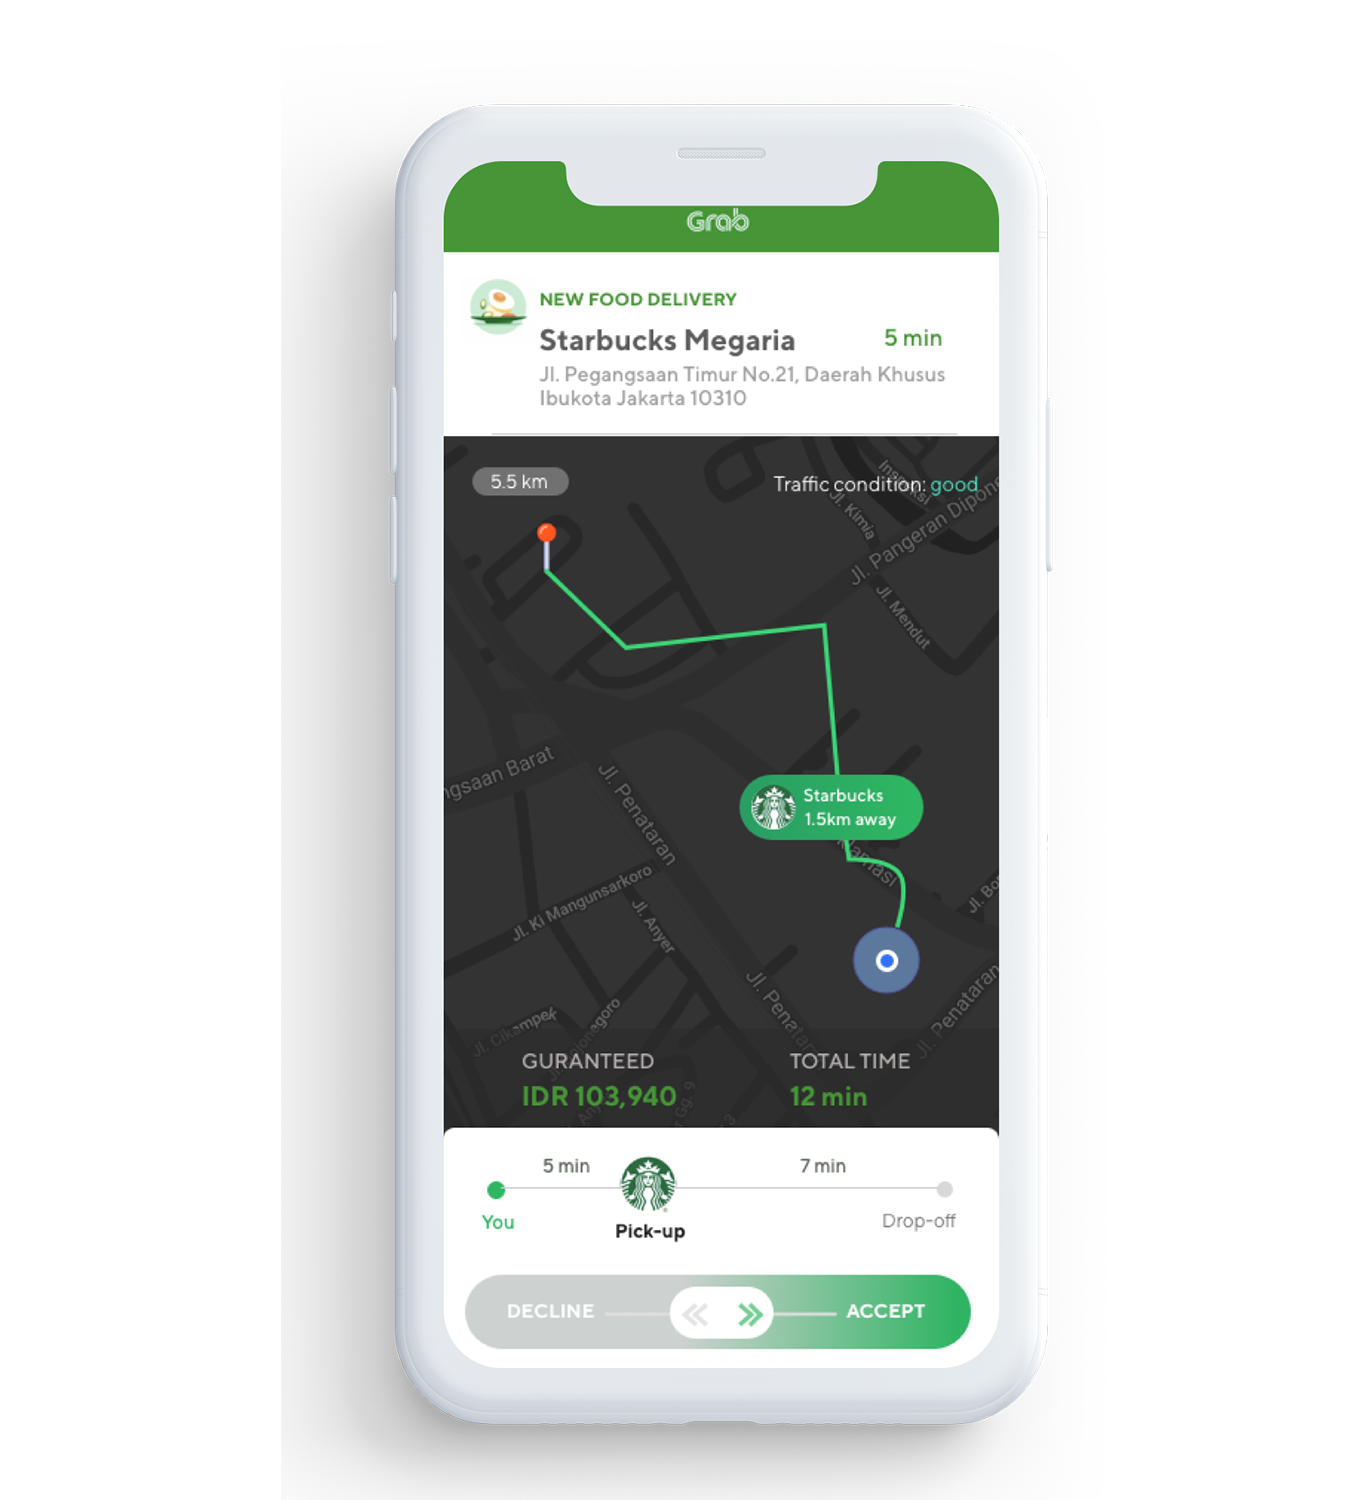 Grab
NEW FOOD DELIVERY
Starbucks Megaria
5 min
Jl. Pegangsaan Timur No.21, Daerah Khusus
Ibukota Jakarta 10310
5.5 km
Traffic condition: good
Jl. Kimia
Jl. Pangeran Dipone
Jl. Mendut
ngsaan Barat
Jl. Penataran
Starbucks
1.5km away
Jl. Ki Mangunsarkoro
Jl. Anyer
Jl. Bo
Jl. Penataran
Jl. Penataran
Jl. Cikampek
GURANTEED
TOTAL TIME
IDR 103,940
12 min
5 min
7 min
You
Pick-up
Drop-off
DECLINE
ACCEPT